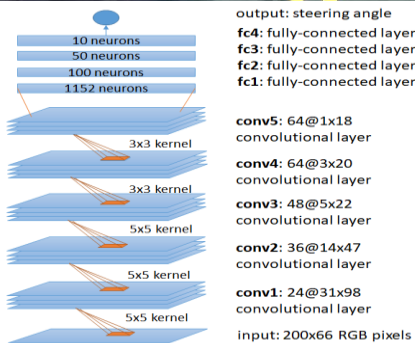 output: steering angle
10 neurons
50 neurons
100 neurons
1152 neurons
fc4: fully-connected layer
fc3: fully-connected layer
fc2: fully-connected layer
fc1: fully-connected layer
conv5: 64@1x18
convolutional layer
3x3 kernel
conv4: 64@3x20
convolutional layer
3x3 kernel
conv3: 48@5x22
convolutional layer
5x5 kernel
conv2: 36@14x47
convolutional layer
5x5 kernel
conv1: 24@31x98
convolutional layer
5x5 kernel
input: 200x66 RGB pixels